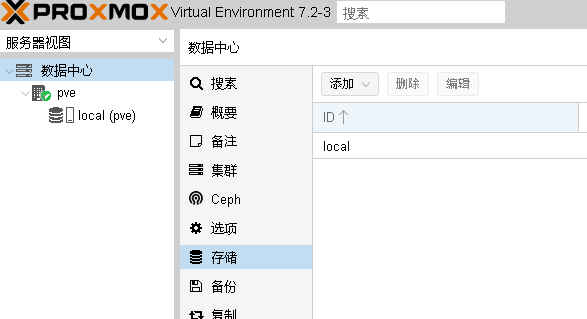 PROXMOX Virtual Environment 7.2-3 搜索
服务器视图
数据中心
pve
local (pve)
数据中心
搜索
概要
备注
集群
Ceph
选项
存储
备份
复制
添加 删除 编辑
ID
local